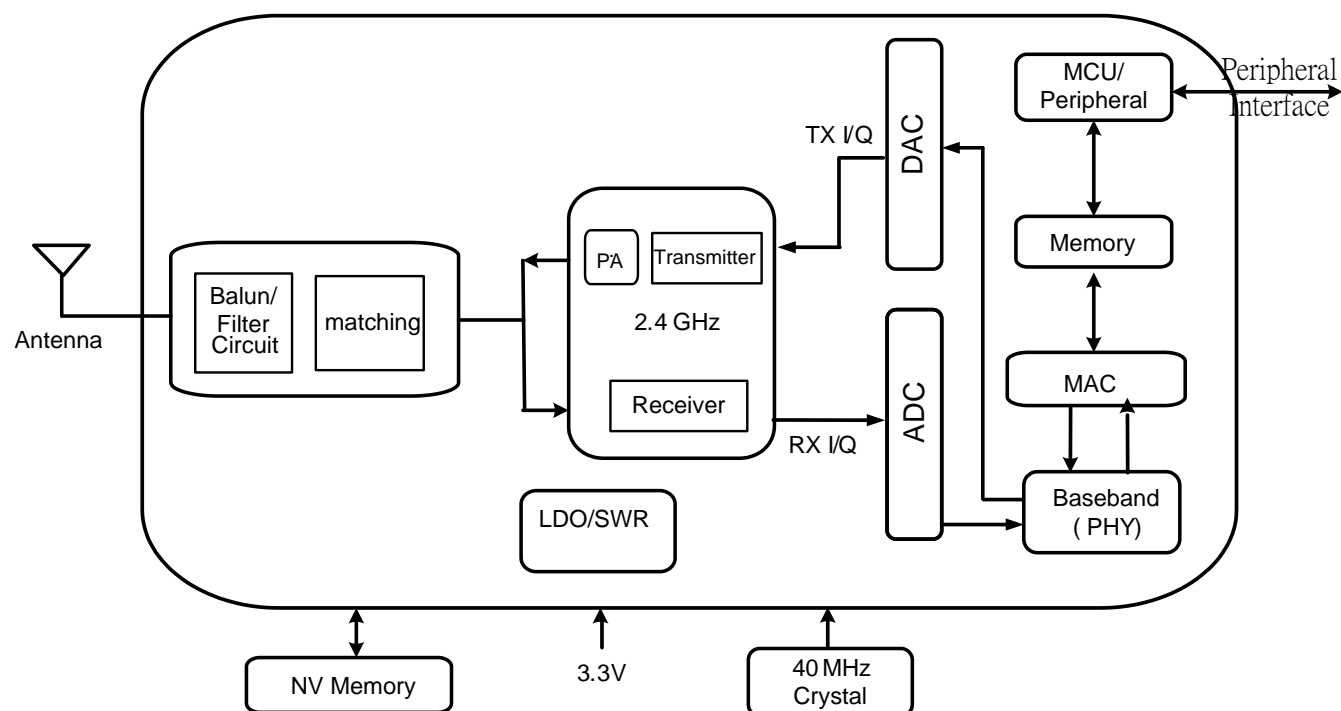 MCU/
Peripheral
Peripheral
Interface
TX I/Q
DAC
Memory
PA
Transmitter
Balun/
Filter
Circuit
matching
2.4 GHz
Antenna
MAC
Receiver
ADC
RX I/Q
Baseband
( PHY)
LDO/SWR
NV Memory
3.3V
40 MHz
Crystal